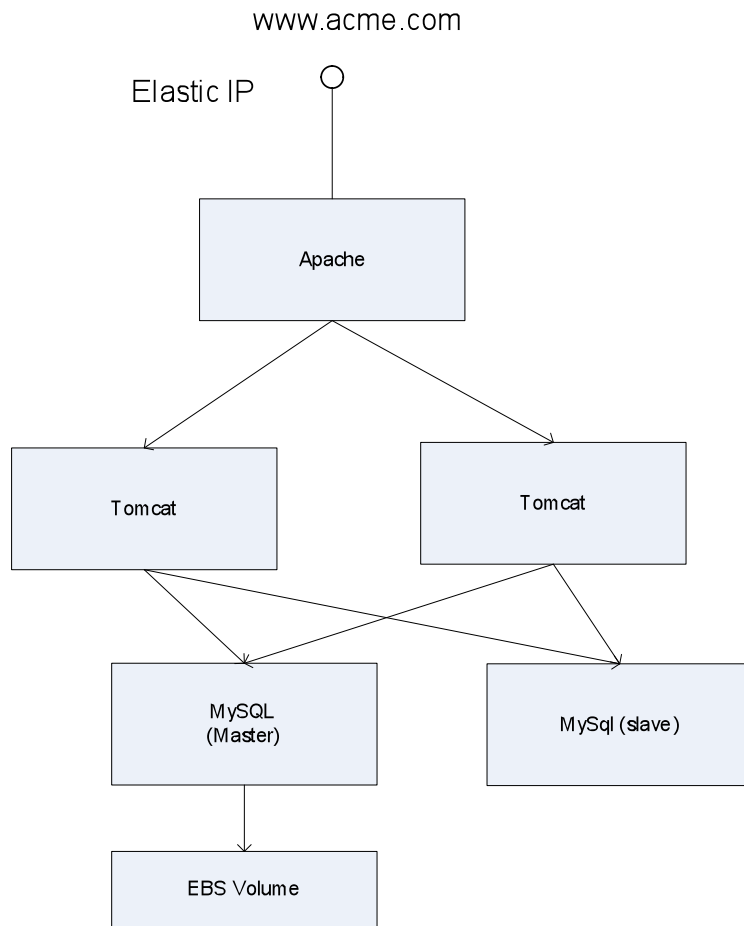 www.acme.com
Elastic IP
Apache
Tomcat
Tomcat
MySQL
(Master)
MySql (slave)
EBS Volume